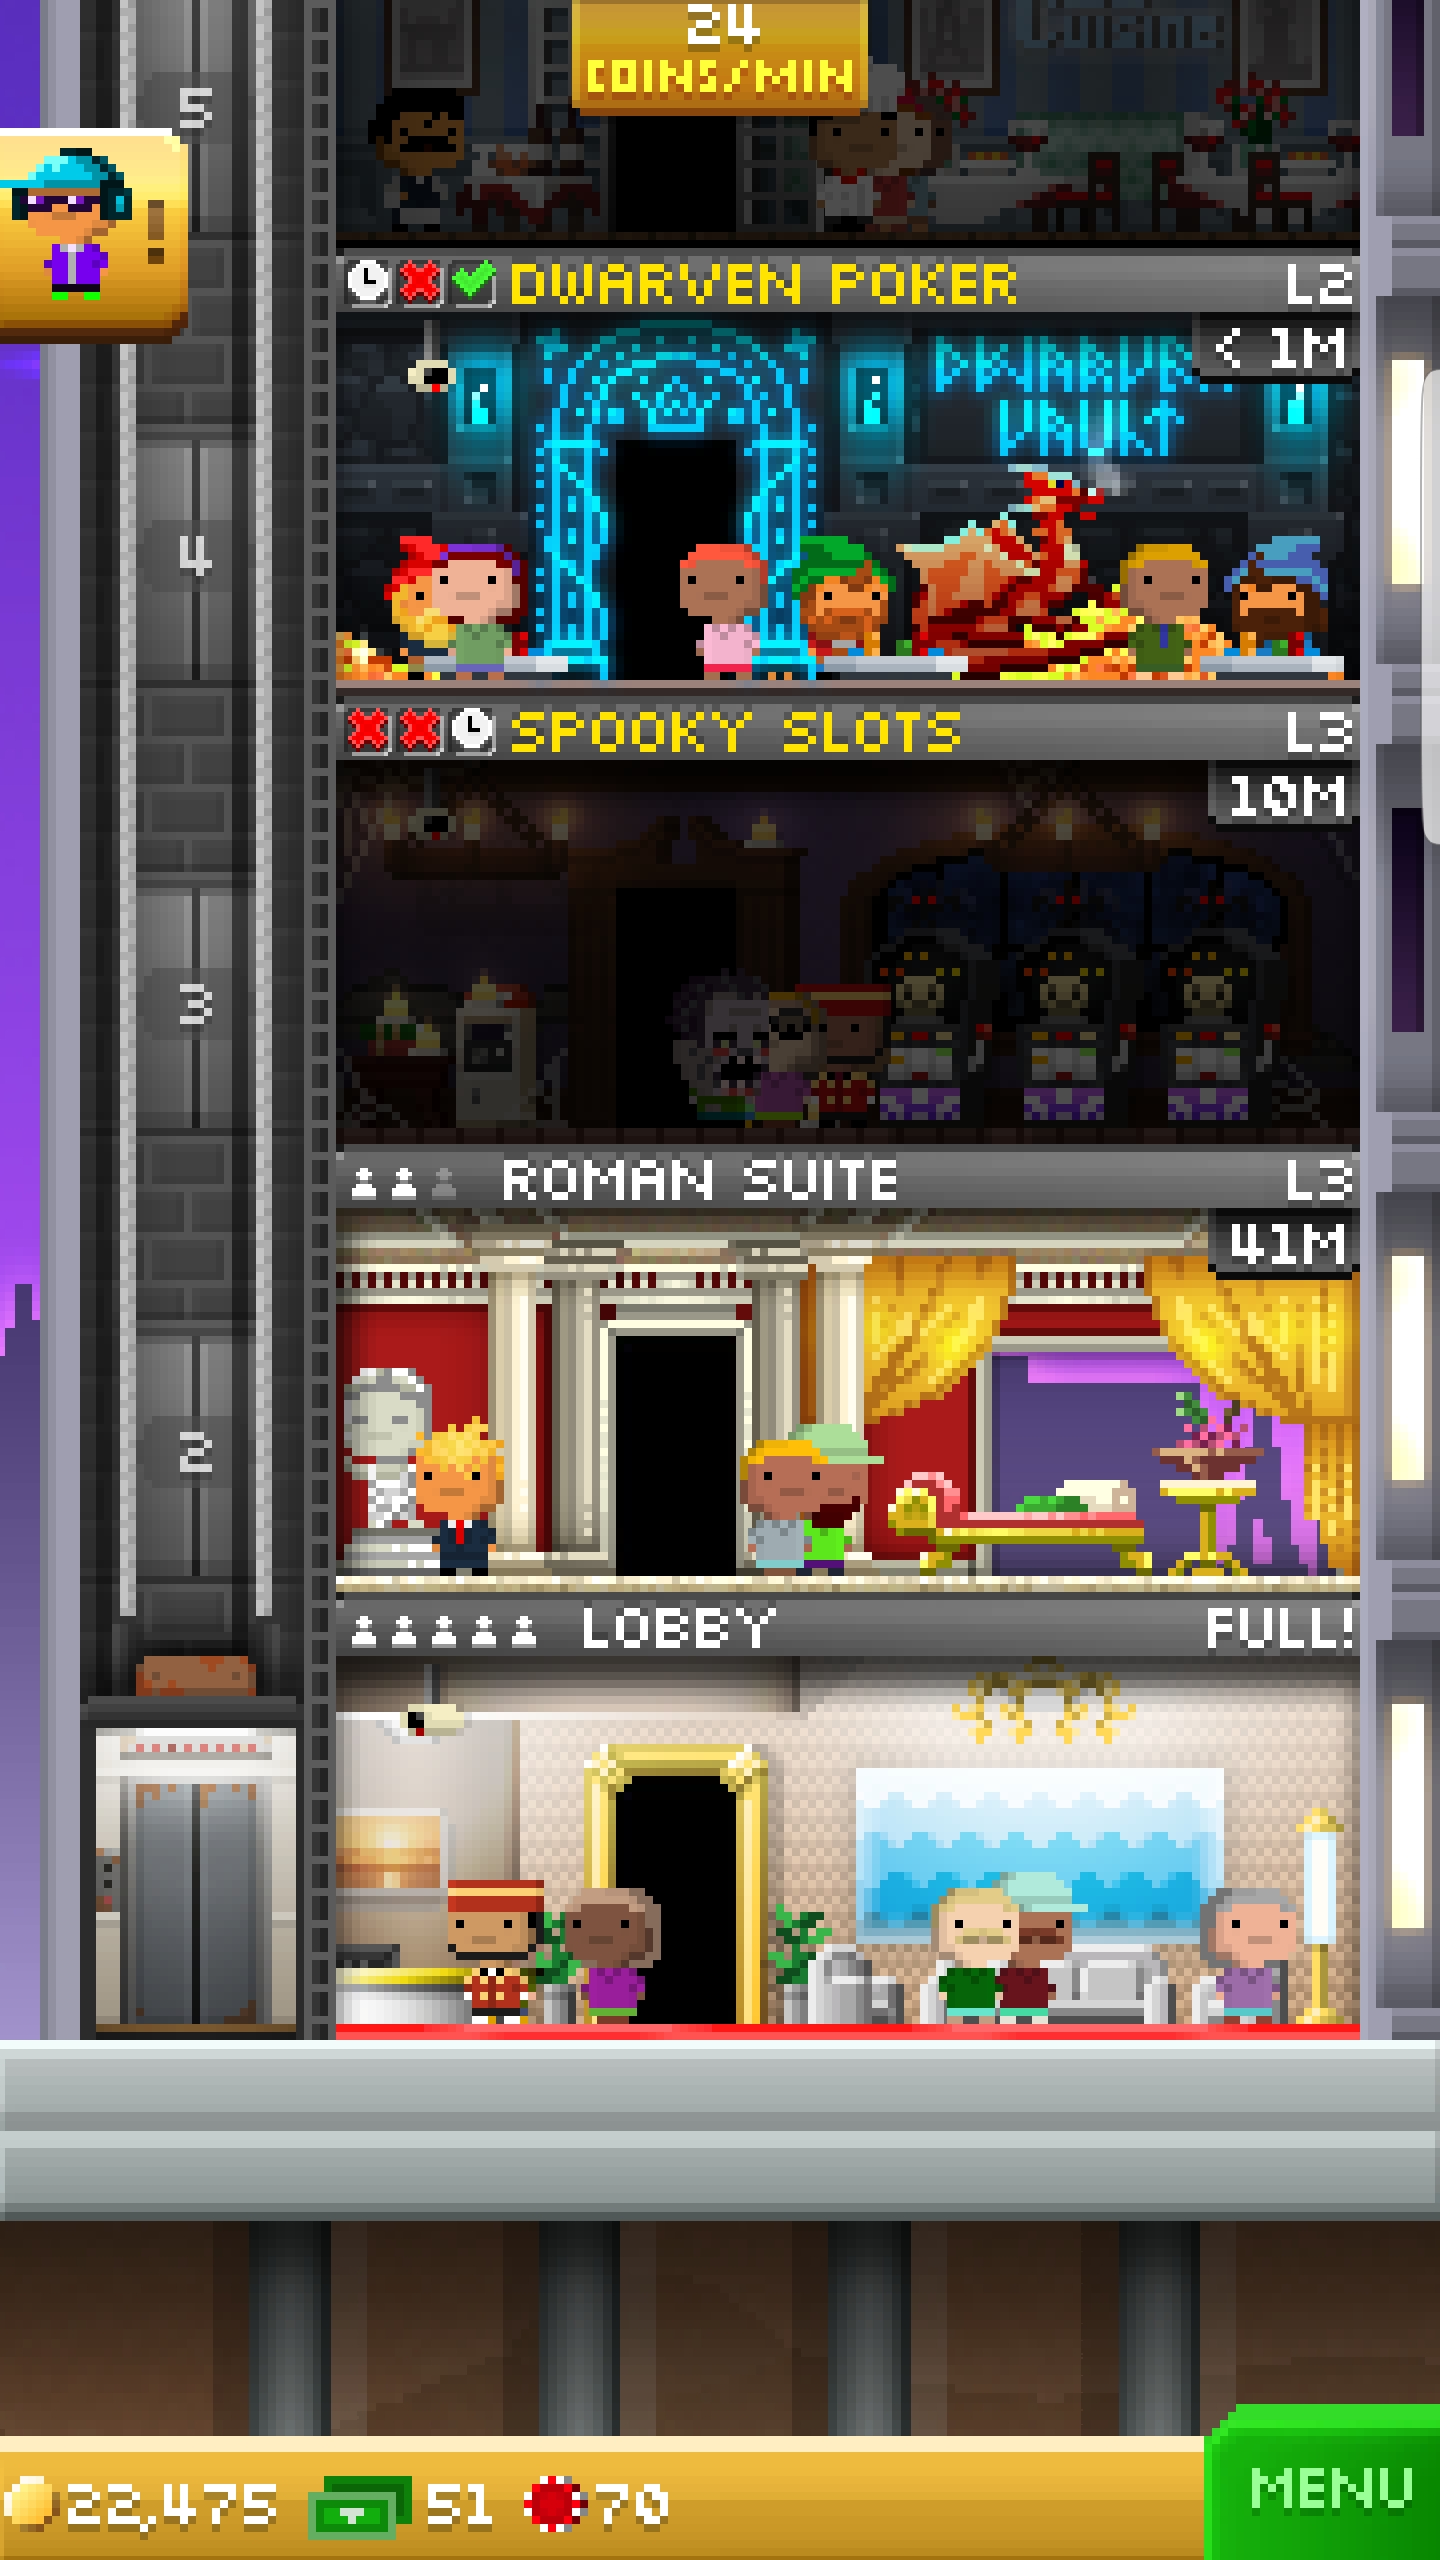 24
COINS/MIN
Cuisine
5
!
DWARVEN POKER
L2
< 1M
VAULT
4
SPOOKY SLOTS
L3
10M
3
ROMAN SUITE
L3
41M
2
LOBBY
FULL!
22,475
51
70
MENU